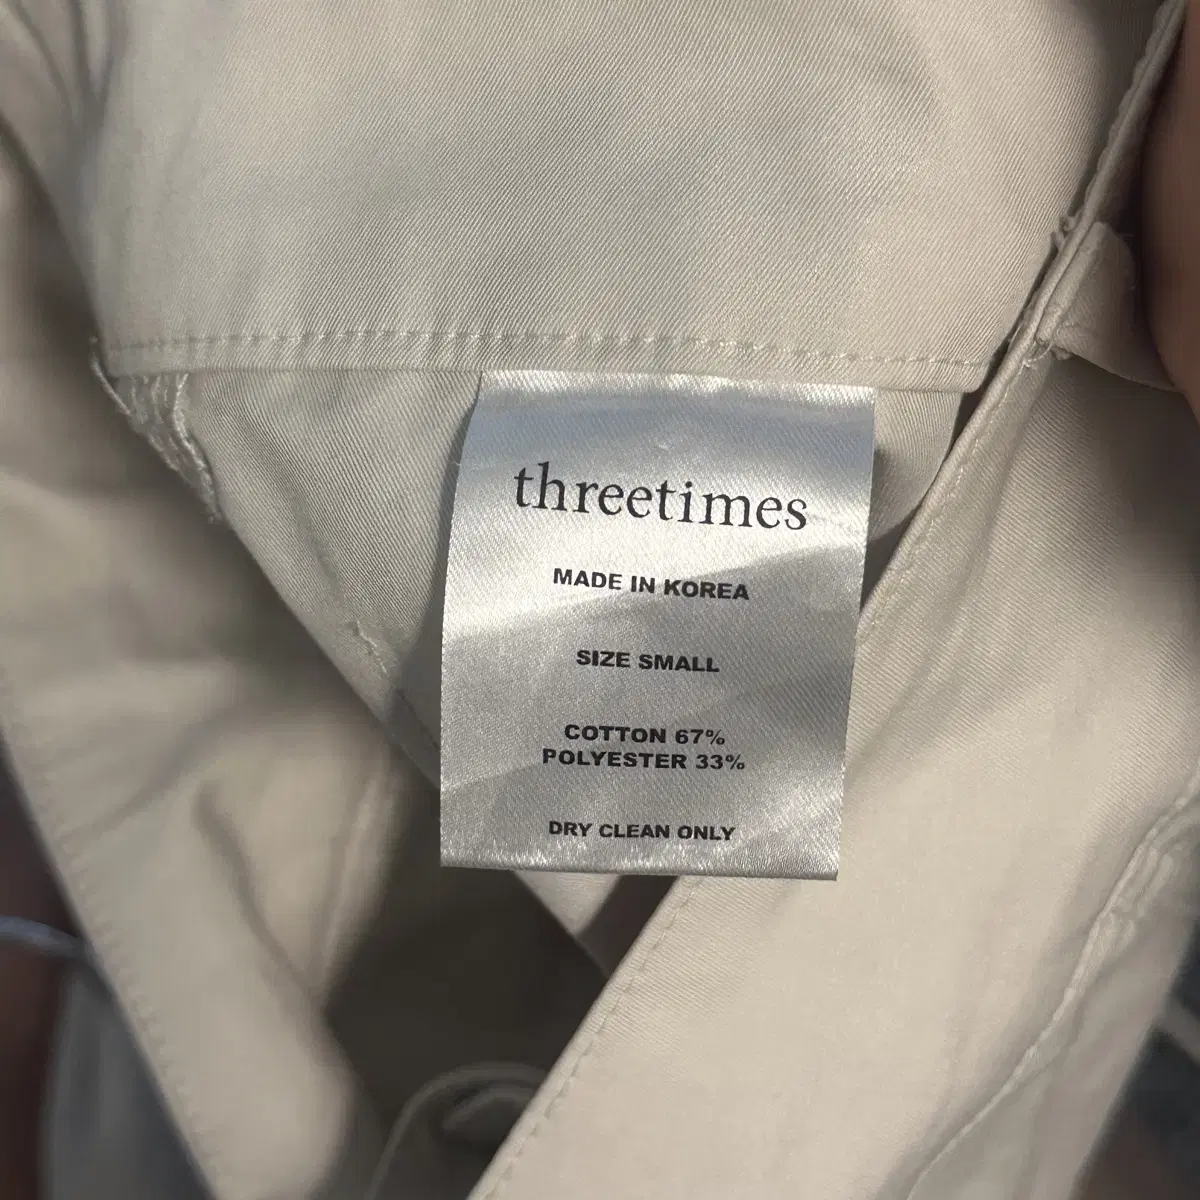 threetimes
MADE IN KOREA
SIZE SMALL
COTTON 67%
POLYESTER 33%
DRY CLEAN ONLY